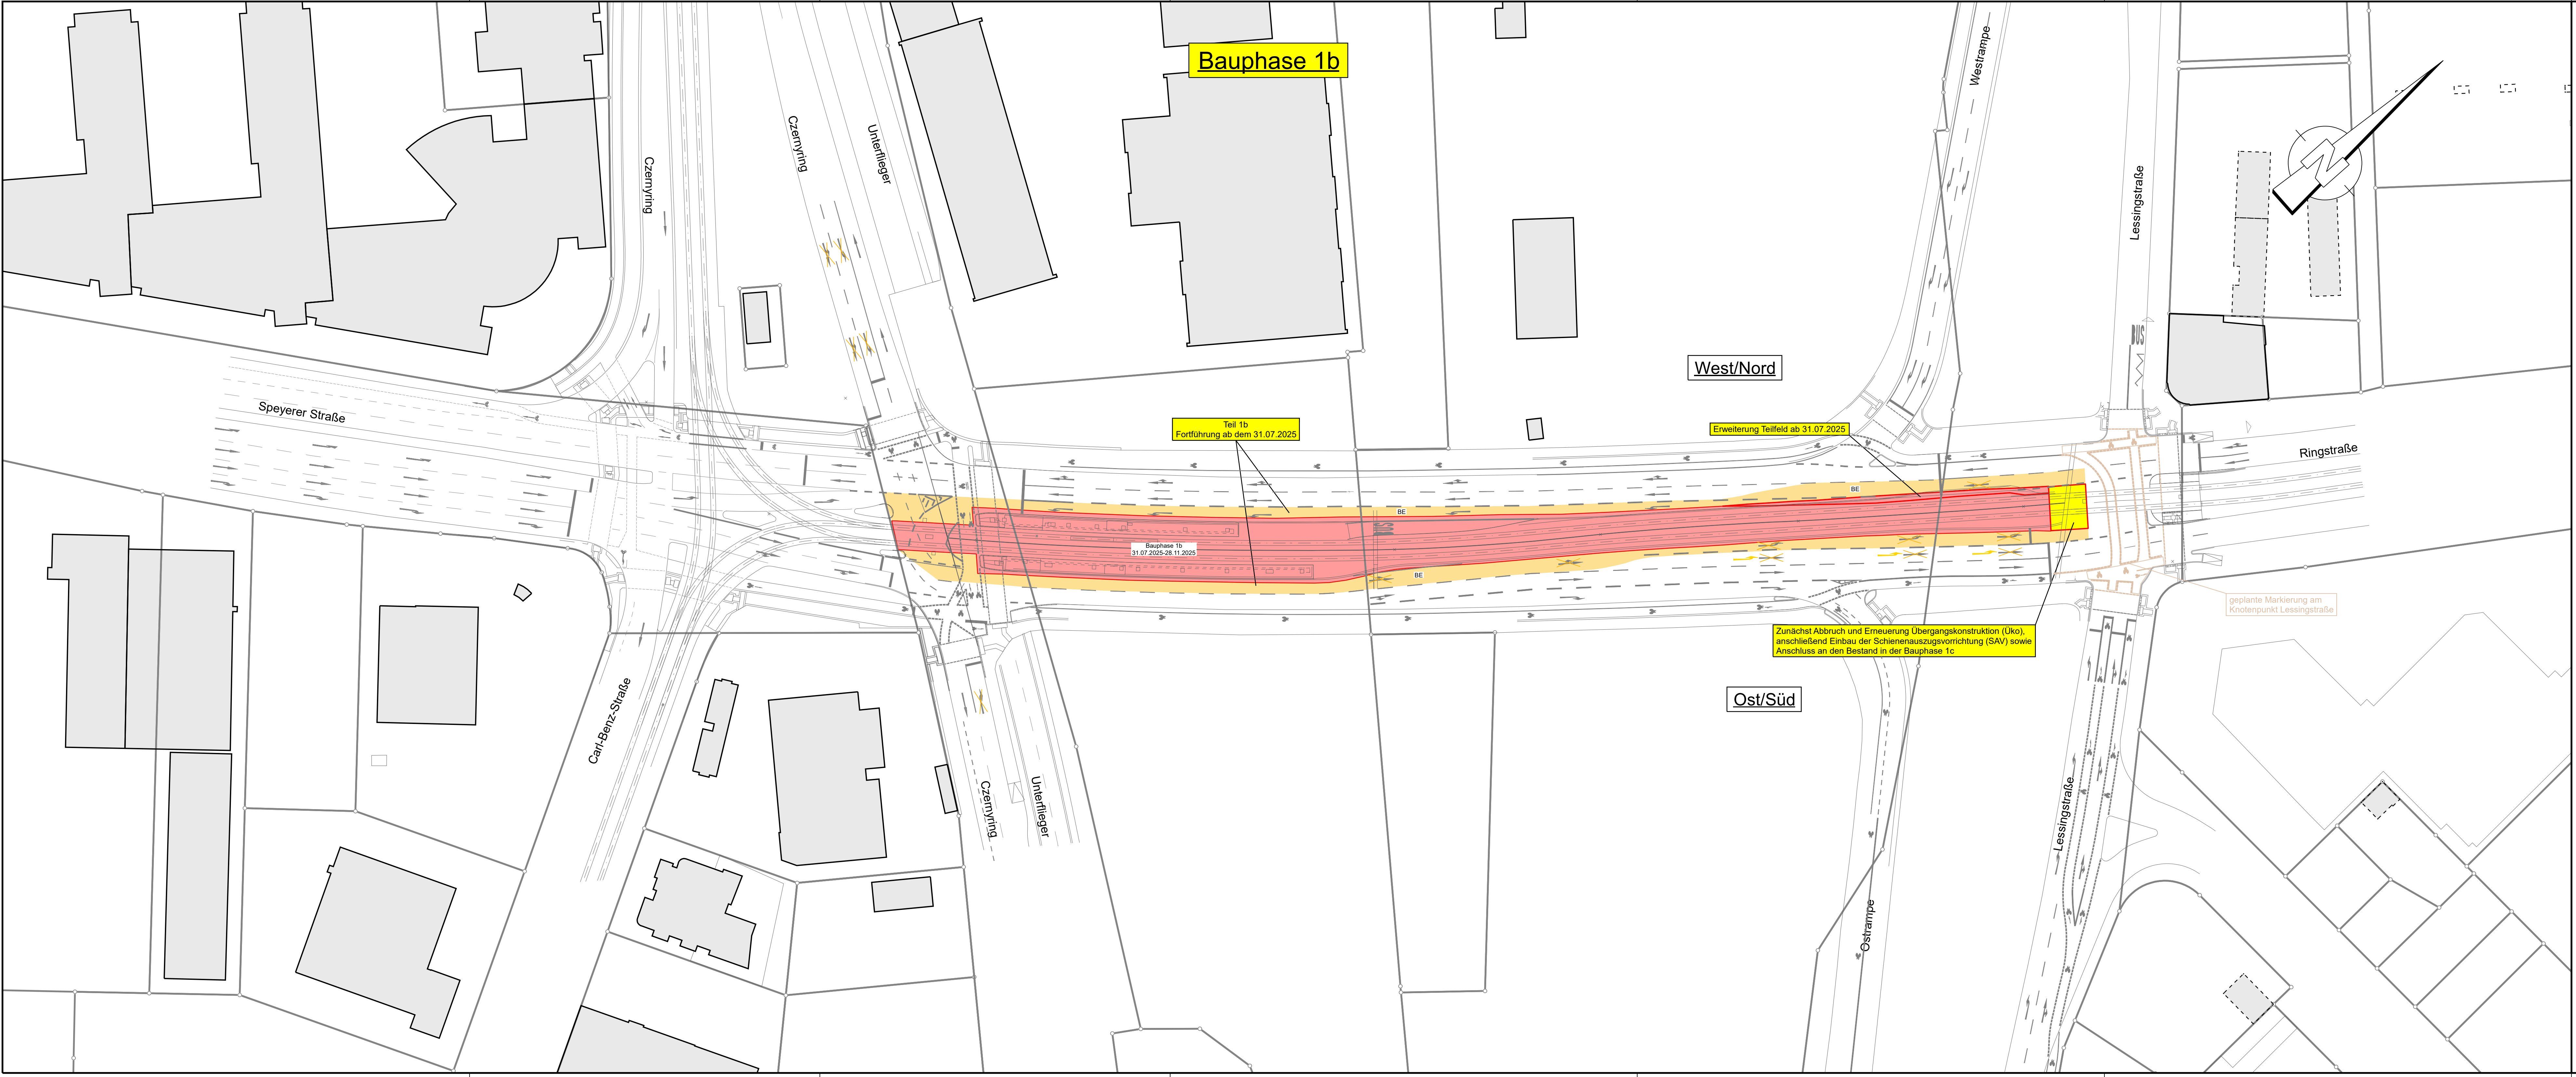 Bauphase 1b
Westrampe
Czernyring
Unterflieger
Czernyring
Lessingstraße
N
BUS
West/Nord
Speyerer Straße
Teil 1b
Fortführung ab dem 31.07.2025
Erweiterung Teilfeld ab 31.07.2025
Ringstraße
BE
BE
BUS
Bauphase 1b
31.07.2025-28.11.2025
BE
geplante Markierung am
Knotenpunkt Lessingstraße
Zunächst Abbruch und Erneuerung Übergangskonstruktion (Üko),
anschließend Einbau der Schienenauszugsvorrichtung (SAV) sowie
Anschluss an den Bestand in der Bauphase 1c
Ost/Süd
Carl-Benz-Straße
Czernyring
Unterflieger
Lessingstraße
Ostrampe